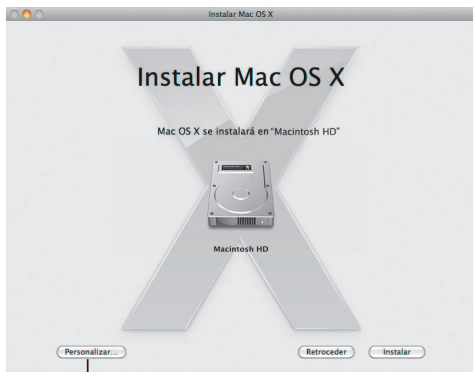 Instalar Mac OS X
Instalar Mac OS X
Mac OS X se instalará en “Macintosh HD”
Macintosh HD
Personalizar...
Retroceder
Instalar